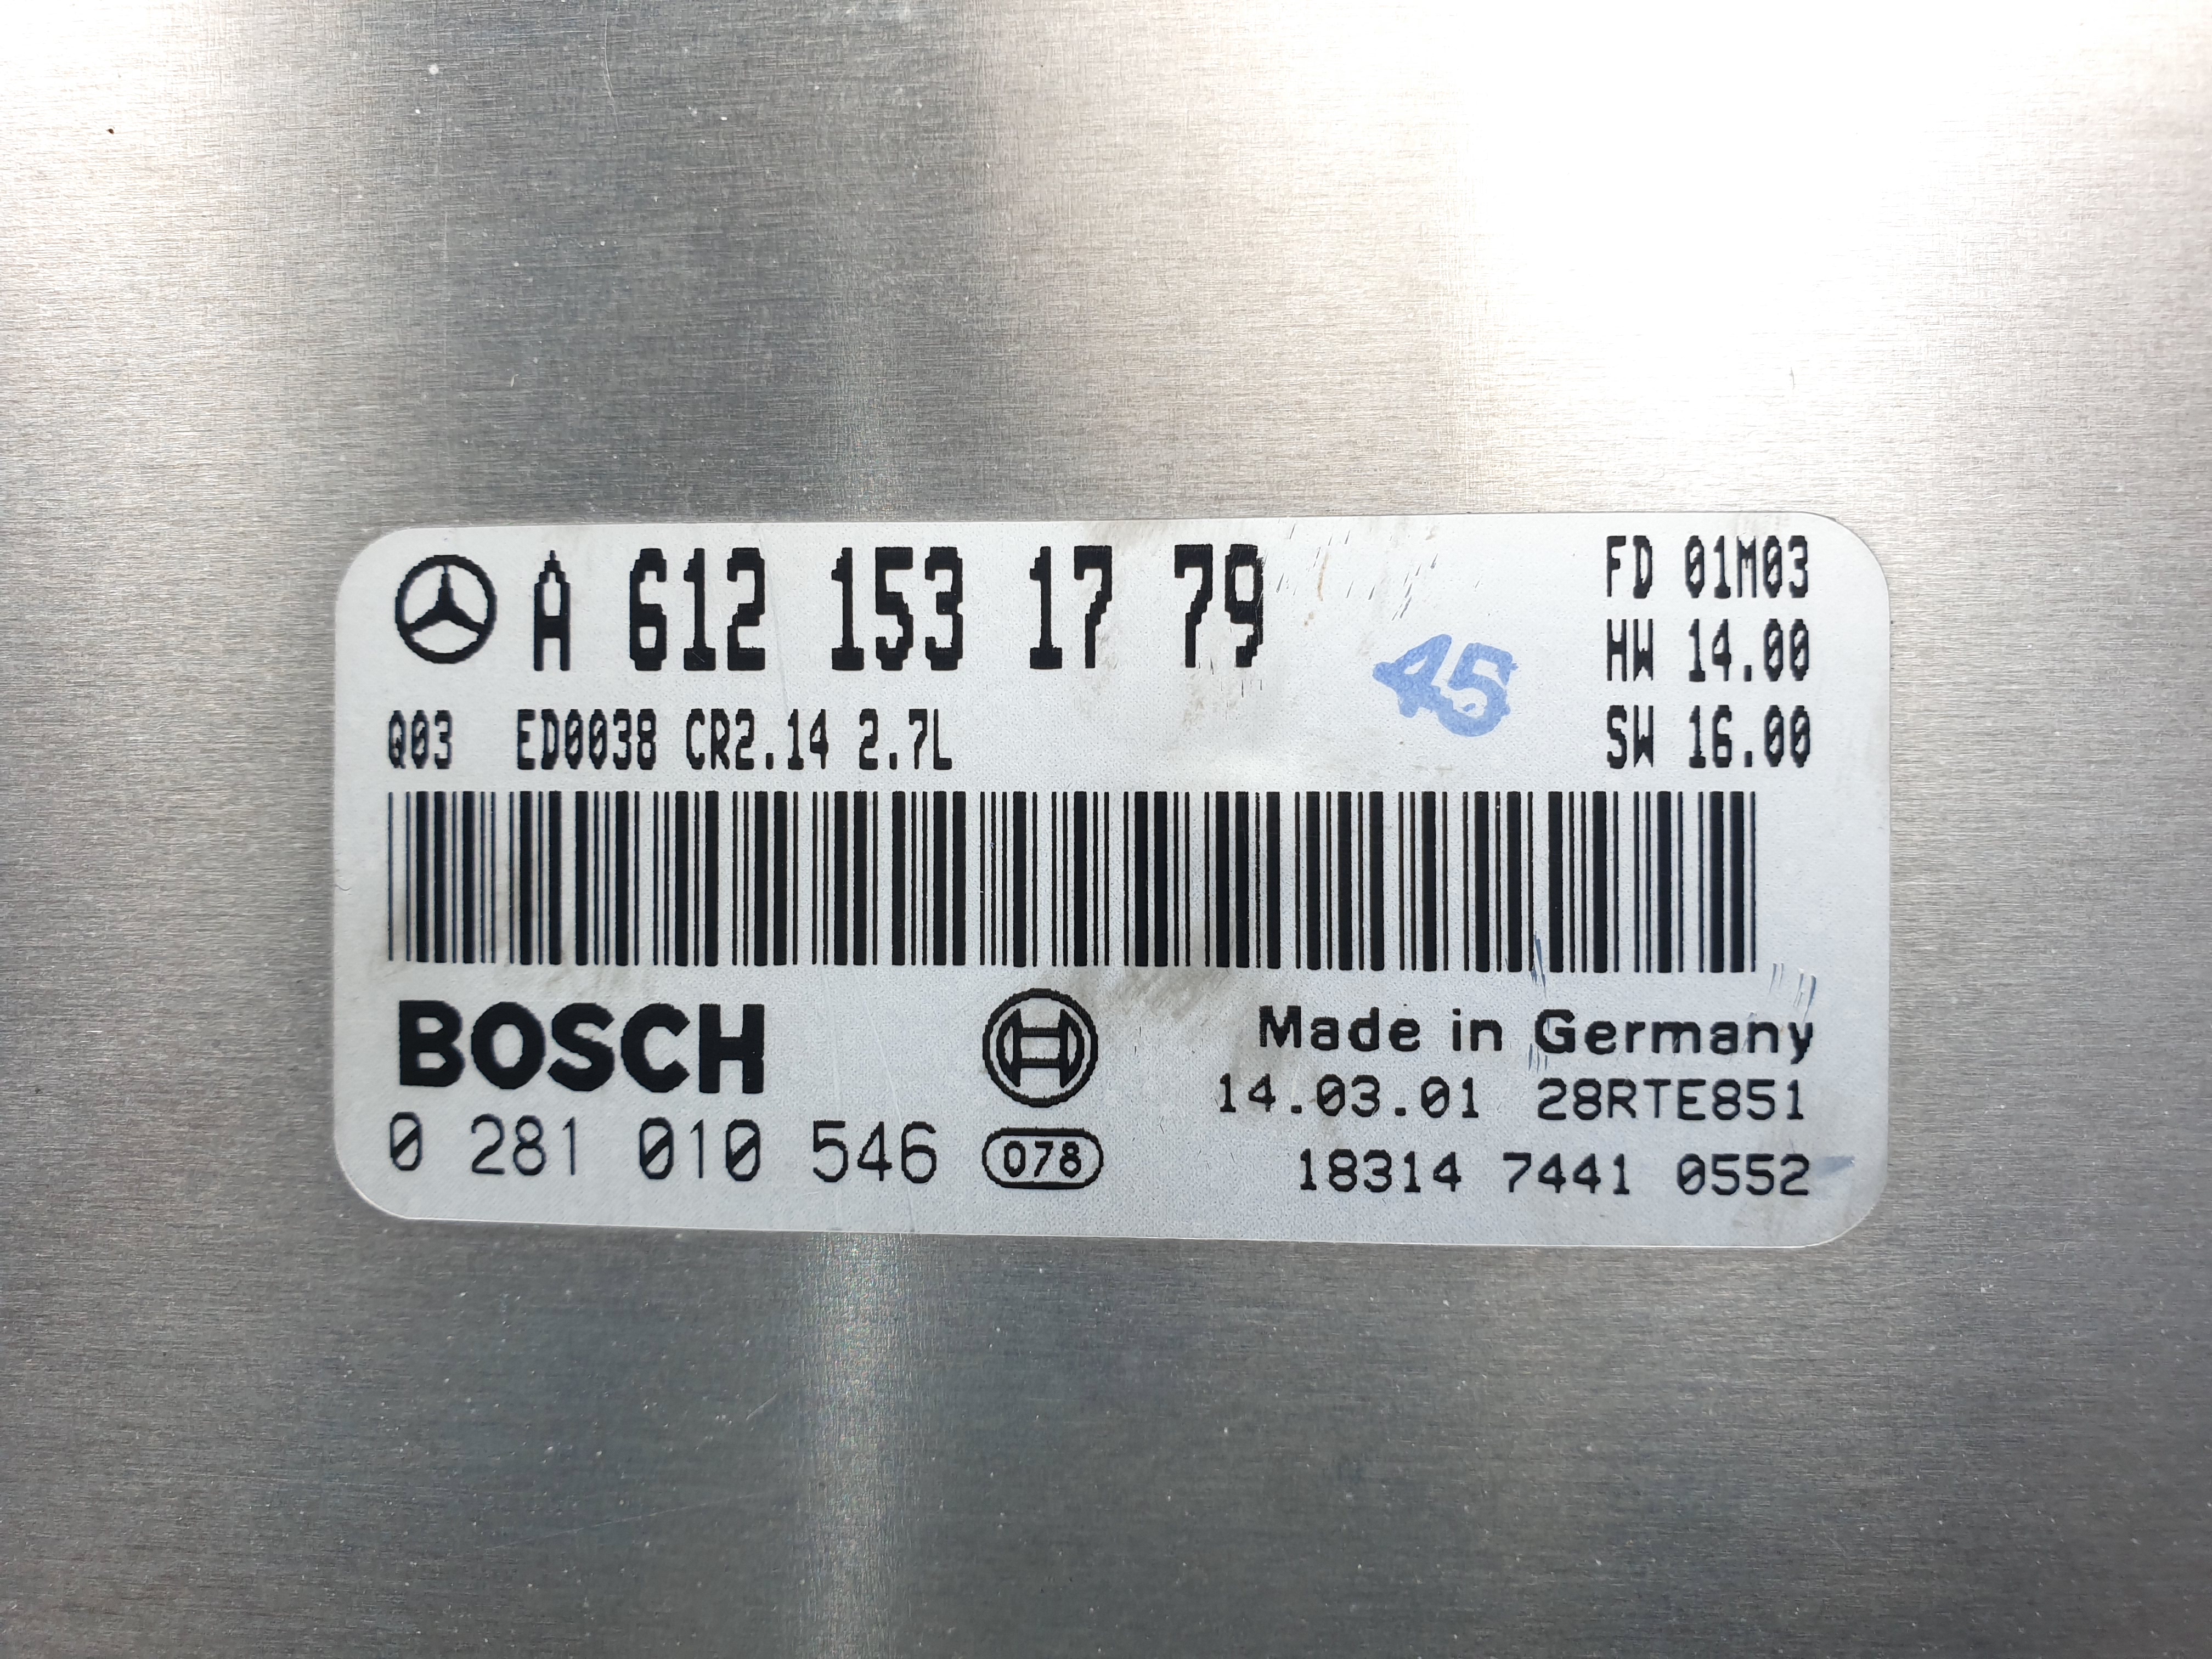 A 612 153 17 79
FD 01M03
HW 14.00
45
Q03 ED0038 CR2.14 2.7L
SW 16.00
BOSCH
Made in Germany
14.03.01 28RTE851
0 281 010 546
078
18314 7441 0552